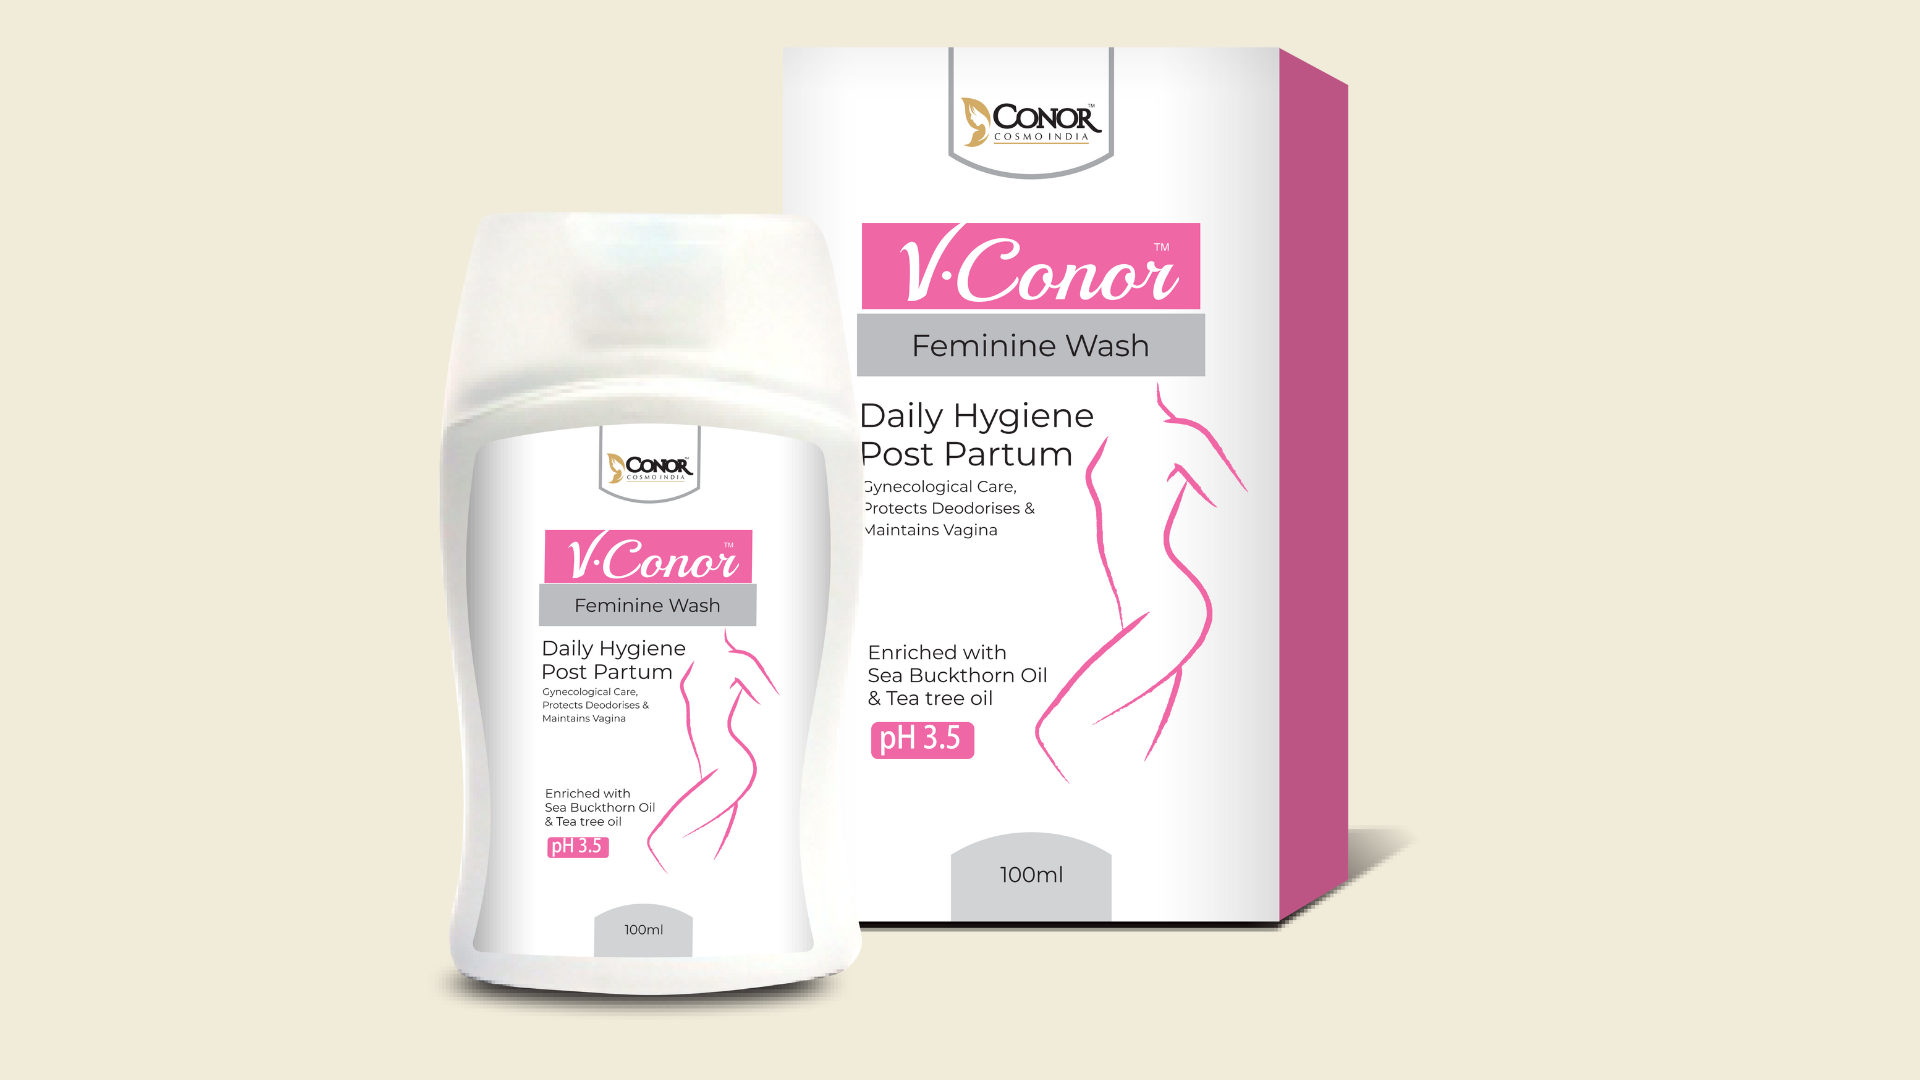 CONOR™
COSMO INDIA
V·Conor™
Feminine Wash
Daily Hygiene
Post Partum
Gynecological Care,
Protects Deodorises &
Maintains Vagina
Enriched with
Sea Buckthorn Oil
& Tea tree oil
pH 3.5
100ml
CONOR™
COSMO INDIA
V·Conor™
Feminine Wash
Daily Hygiene
Post Partum
Gynecological Care,
Protects Deodorises &
Maintains Vagina
Enriched with
Sea Buckthorn Oil
& Tea tree oil
pH 3.5
100ml